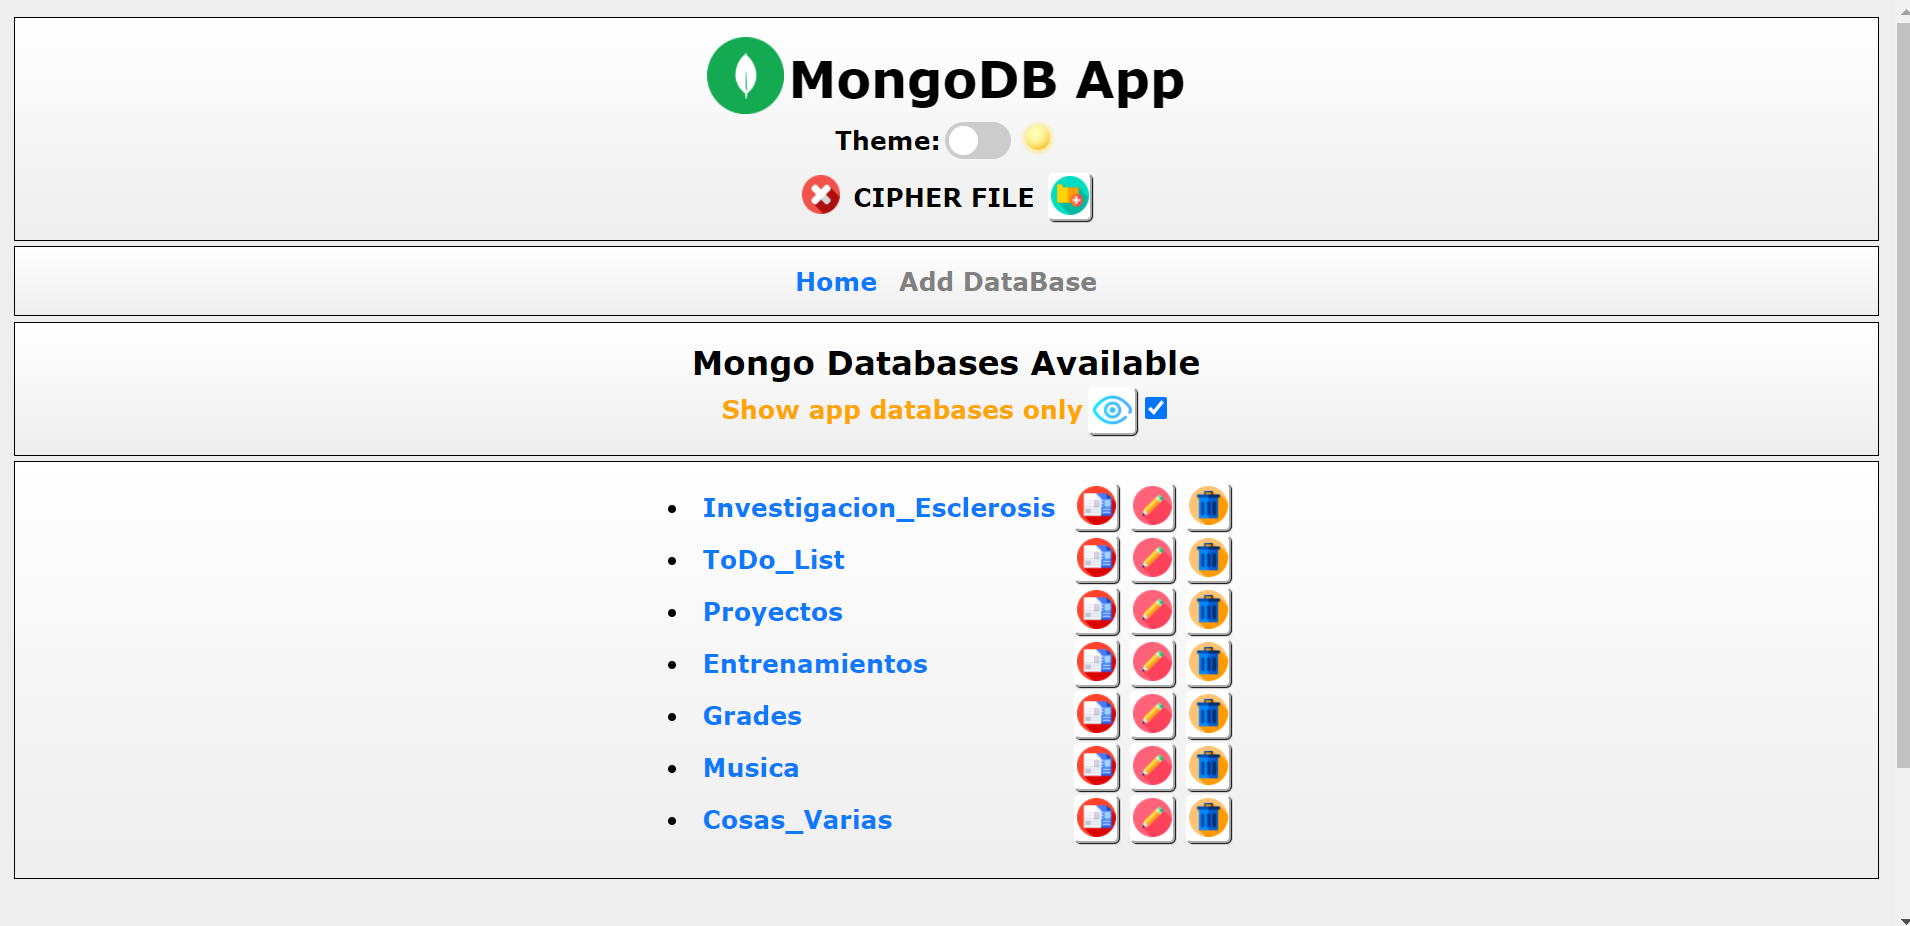 MongoDB App
Theme:
CIPHER FILE
Home Add DataBase
Mongo Databases Available
Show app databases only
Investigacion_Esclerosis
ToDo_List
Proyectos
Entrenamientos
Grades
Musica
Cosas_Varias